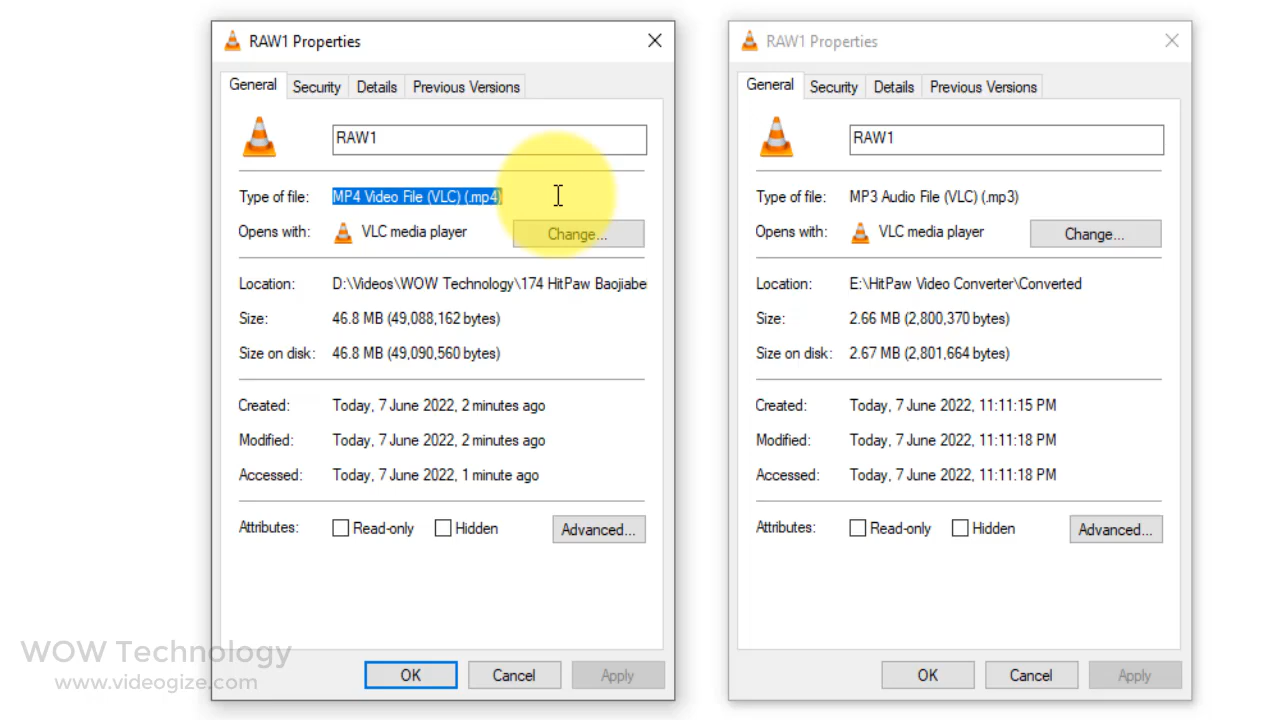 RAW1 Properties
General Security Details Previous Versions
RAW1
Type of file: MP4 Video File (VLC) (.mp4)
Opens with: VLC media player Change...
Location: D:\Videos\WOW Technology\174 HitPaw Baojiabe
Size: 46.8 MB (49,088,162 bytes)
Size on disk: 46.8 MB (49,090,560 bytes)
Created: Today, 7 June 2022, 2 minutes ago
Modified: Today, 7 June 2022, 2 minutes ago
Accessed: Today, 7 June 2022, 1 minute ago
Attributes: Read-only Hidden Advanced...
OK Cancel Apply
RAW1 Properties
General Security Details Previous Versions
RAW1
Type of file: MP3 Audio File (VLC) (.mp3)
Opens with: VLC media player Change...
Location: E:\HitPaw Video Converter\Converted
Size: 2.66 MB (2,800,370 bytes)
Size on disk: 2.67 MB (2,801,664 bytes)
Created: Today, 7 June 2022, 11:11:15 PM
Modified: Today, 7 June 2022, 11:11:18 PM
Accessed: Today, 7 June 2022, 11:11:18 PM
Attributes: Read-only Hidden Advanced...
OK Cancel Apply
WOW Technology
www.videogize.com